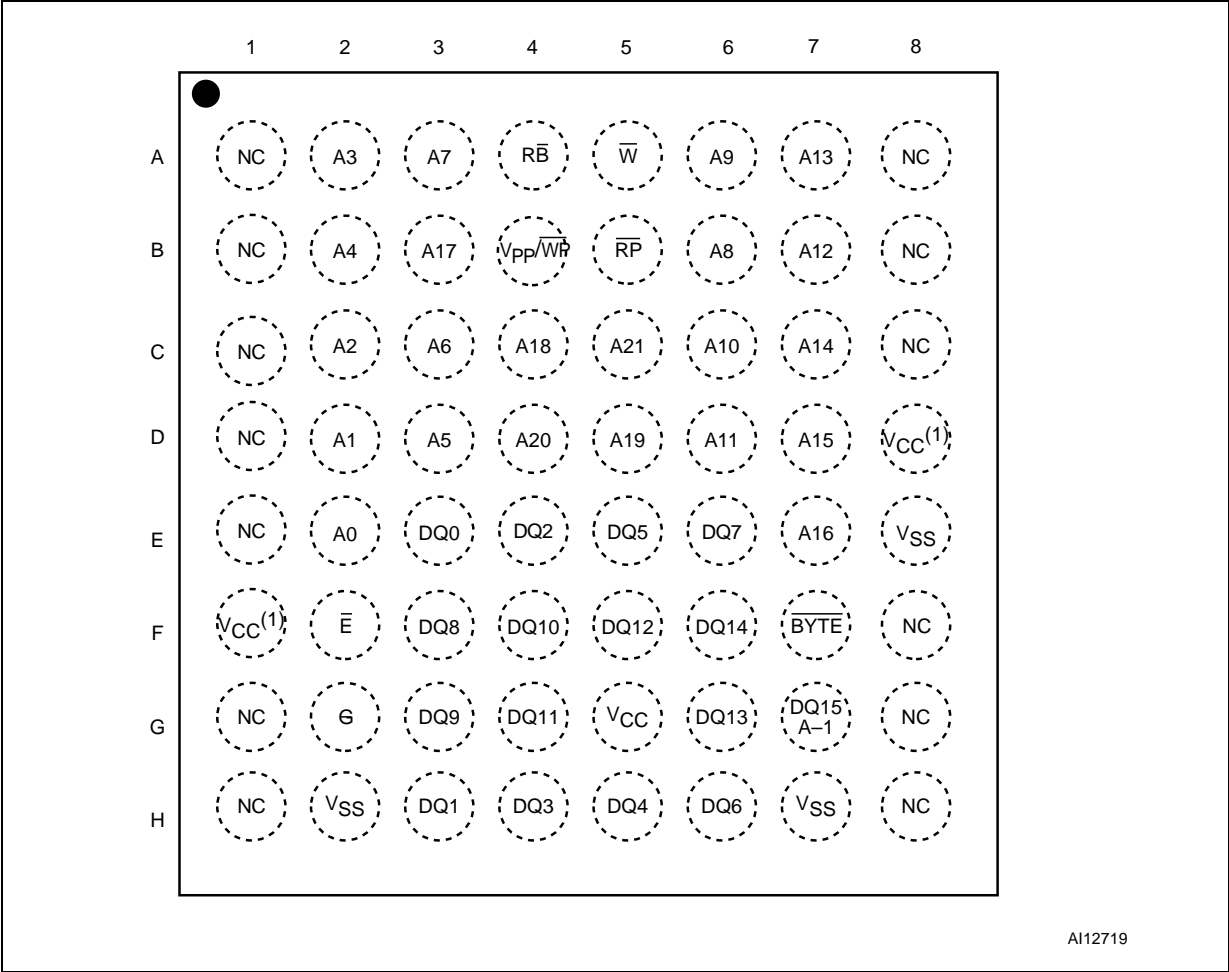 1 2 3 4 5 6 7 8
A NC A3 A7 RB̅ W̅ A9 A13 NC
B NC A4 A17 VPP/W̅P̅ R̅P̅ A8 A12 NC
C NC A2 A6 A18 A21 A10 A14 NC
D NC A1 A5 A20 A19 A11 A15 VCC(1)
E NC A0 DQ0 DQ2 DQ5 DQ7 A16 VSS
F VCC(1) E̅ DQ8 DQ10 DQ12 DQ14 B̅Y̅T̅E̅ NC
G NC G̅ DQ9 DQ11 VCC DQ13 DQ15 A–1 NC
H NC VSS DQ1 DQ3 DQ4 DQ6 VSS NC
AI12719